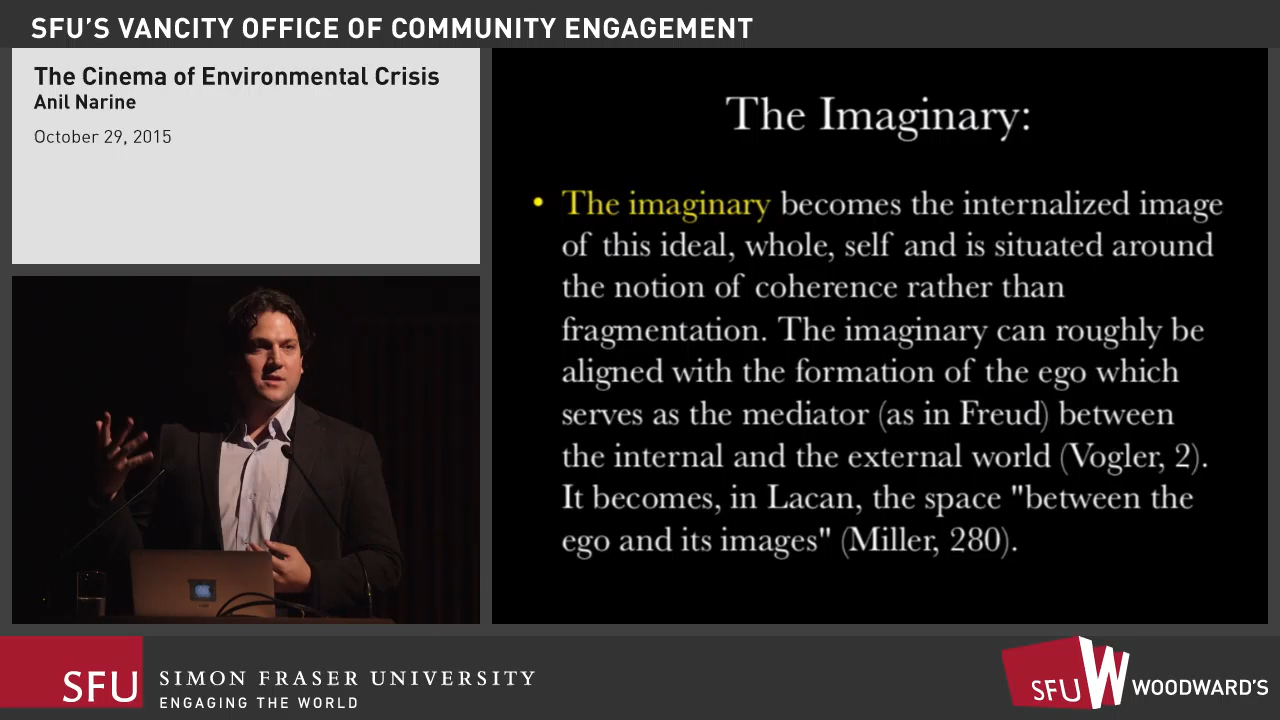 SFU'S VANCITY OFFICE OF COMMUNITY ENGAGEMENT
The Cinema of Environmental Crisis
Anil Narine
October 29, 2015
The Imaginary:
• The imaginary becomes the internalized image
of this ideal, whole, self and is situated around
the notion of coherence rather than
fragmentation. The imaginary can roughly be
aligned with the formation of the ego which
serves as the mediator (as in Freud) between
the internal and the external world (Vogler, 2).
It becomes, in Lacan, the space "between the
ego and its images" (Miller, 280).
SFU
SIMON FRASER UNIVERSITY
ENGAGING THE WORLD
SFU W WOODWARD'S